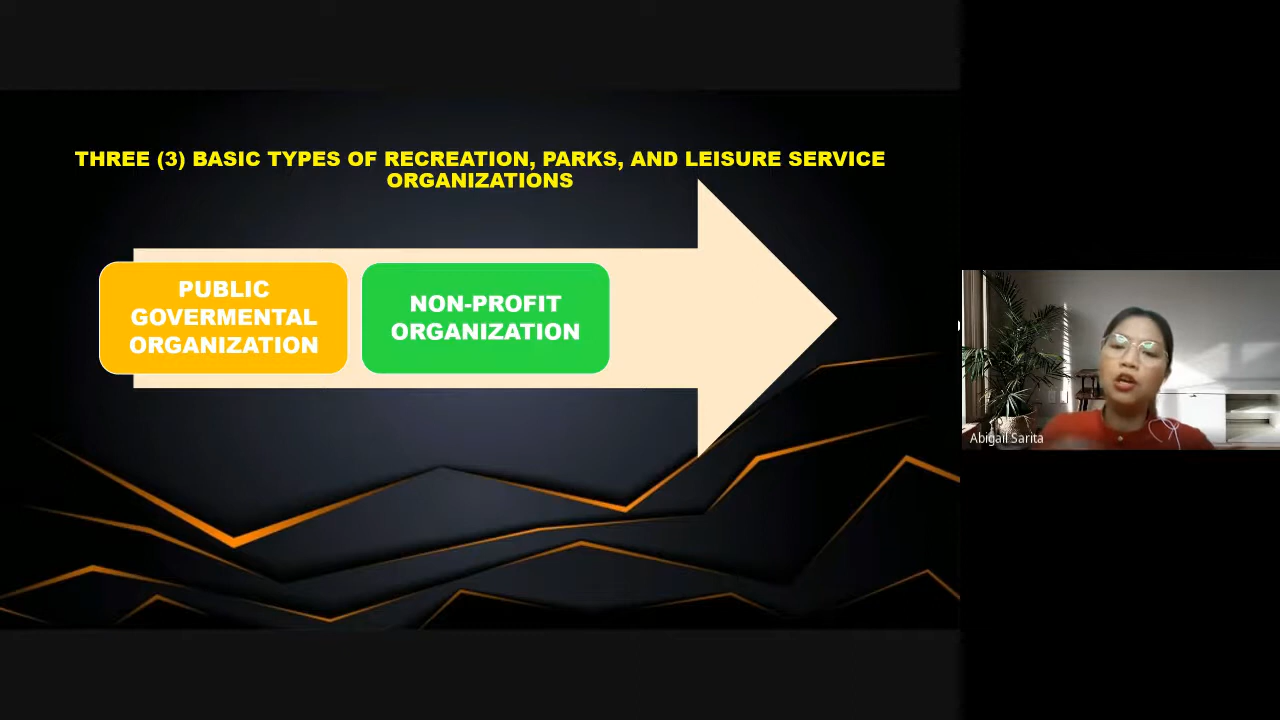 THREE (3) BASIC TYPES OF RECREATION, PARKS, AND LEISURE SERVICE
ORGANIZATIONS
PUBLIC
GOVERMENTAL
ORGANIZATION
NON-PROFIT
ORGANIZATION
Abigail Sarita